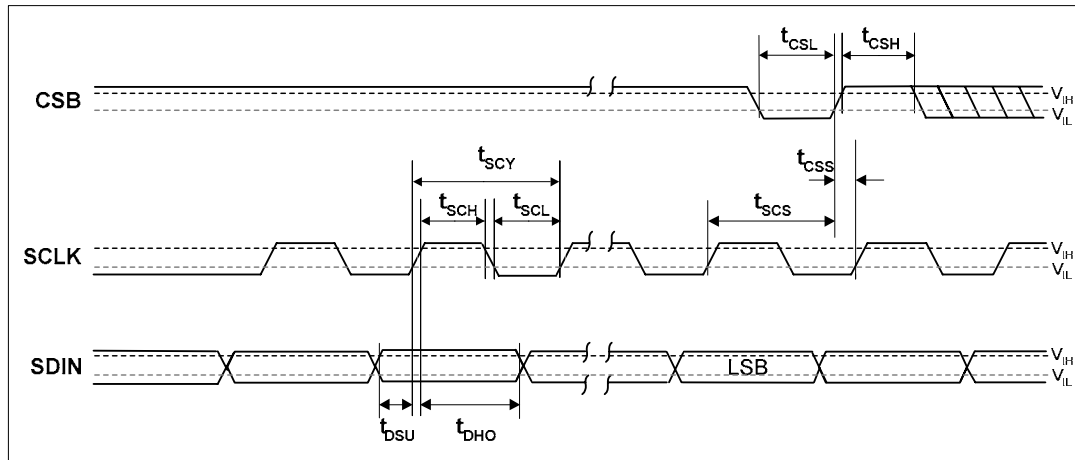 tCSL tCSH
CSB
VIH
VIL
tSCY
tCSS
tSCH tSCL
tSCS
SCLK
VIH
VIL
SDIN
LSB
VIH
VIL
tDSU tDHO